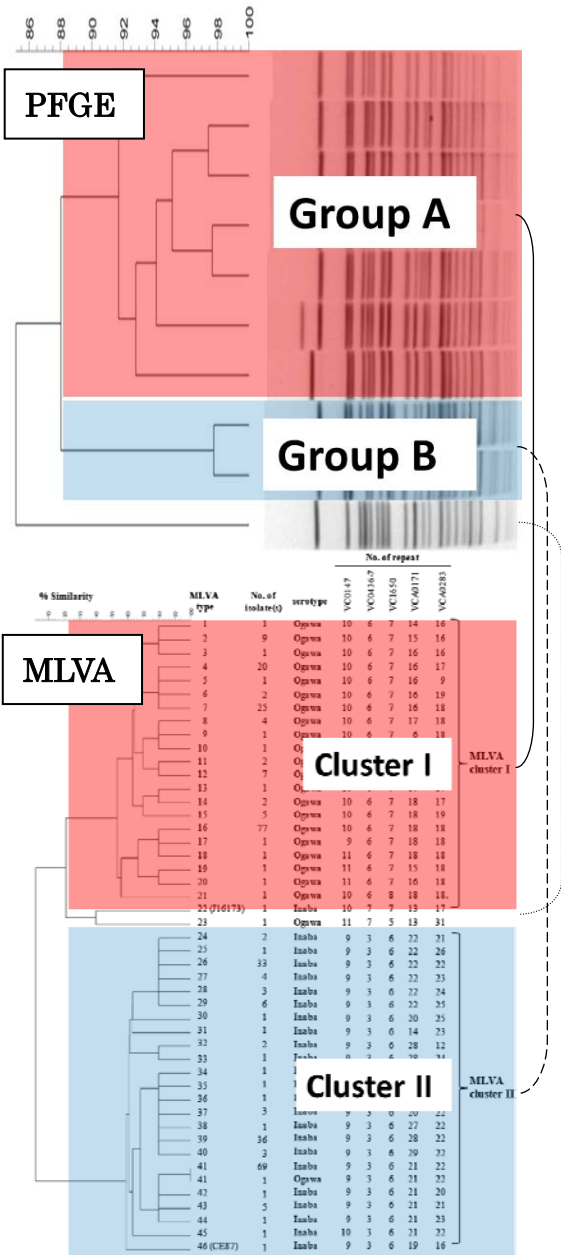 86 88 90 92 94 96 98 100
PFGE
Group A
Group B
No. of repeat
% Similarity
MLVA type No. of isolate(s) serotype VC0147 VC0436-7 VC1650 VCA0171 VCA0283
MLVA
1 1 Ogawa 10 6 7 14 16
2 9 Ogawa 10 6 7 15 16
3 1 Ogawa 10 6 7 16 16
4 20 Ogawa 10 6 7 16 17
5 1 Ogawa 10 6 7 16 9
6 2 Ogawa 10 6 7 16 19
7 25 Ogawa 10 6 7 16 18
8 4 Ogawa 10 6 7 17 18
9 1 Ogawa 10 6 7 6 18
10 1
11 2
12 7
Cluster I
MLVA cluster I
13 1
14 2 Ogawa 10 6 7 18 17
15 5 Ogawa 10 6 7 18 19
16 77 Ogawa 10 6 7 18 18
17 1 Ogawa 9 6 7 18 18
18 1 Ogawa 11 6 7 18 18
19 1 Ogawa 11 6 7 15 18
20 1 Ogawa 11 6 7 16 18
21 1 Ogawa 10 6 8 18 18.
22 (J16173) 1 Inaba 10 7 7 13 17
23 1 Ogawa 11 7 5 13 31
24 2 Inaba 9 3 6 22 21
25 1 Inaba 9 3 6 22 26
26 33 Inaba 9 3 6 22 22
27 4 Inaba 9 3 6 22 23
28 3 Inaba 9 3 6 22 24
29 6 Inaba 9 3 6 22 25
30 1 Inaba 9 3 6 20 25
31 1 Inaba 9 3 6 14 23
32 2 Inaba 9 3 6 28 12
33 1 Inaba
34 1
35 1
36 1
Cluster II
MLVA cluster II
37 3 Inaba 9 3 6 20 22
38 1 Inaba 9 3 6 27 22
39 36 Inaba 9 3 6 28 22
40 3 Inaba 9 3 6 29 22
41 69 Inaba 9 3 6 21 22
41 1 Ogawa 9 3 6 21 22
42 1 Inaba 9 3 6 21 20
43 5 Inaba 9 3 6 21 21
44 1 Inaba 9 3 6 21 23
45 1 Inaba 10 3 6 21 22
46 (CE87) 1 Inaba 9 3 6 19 16